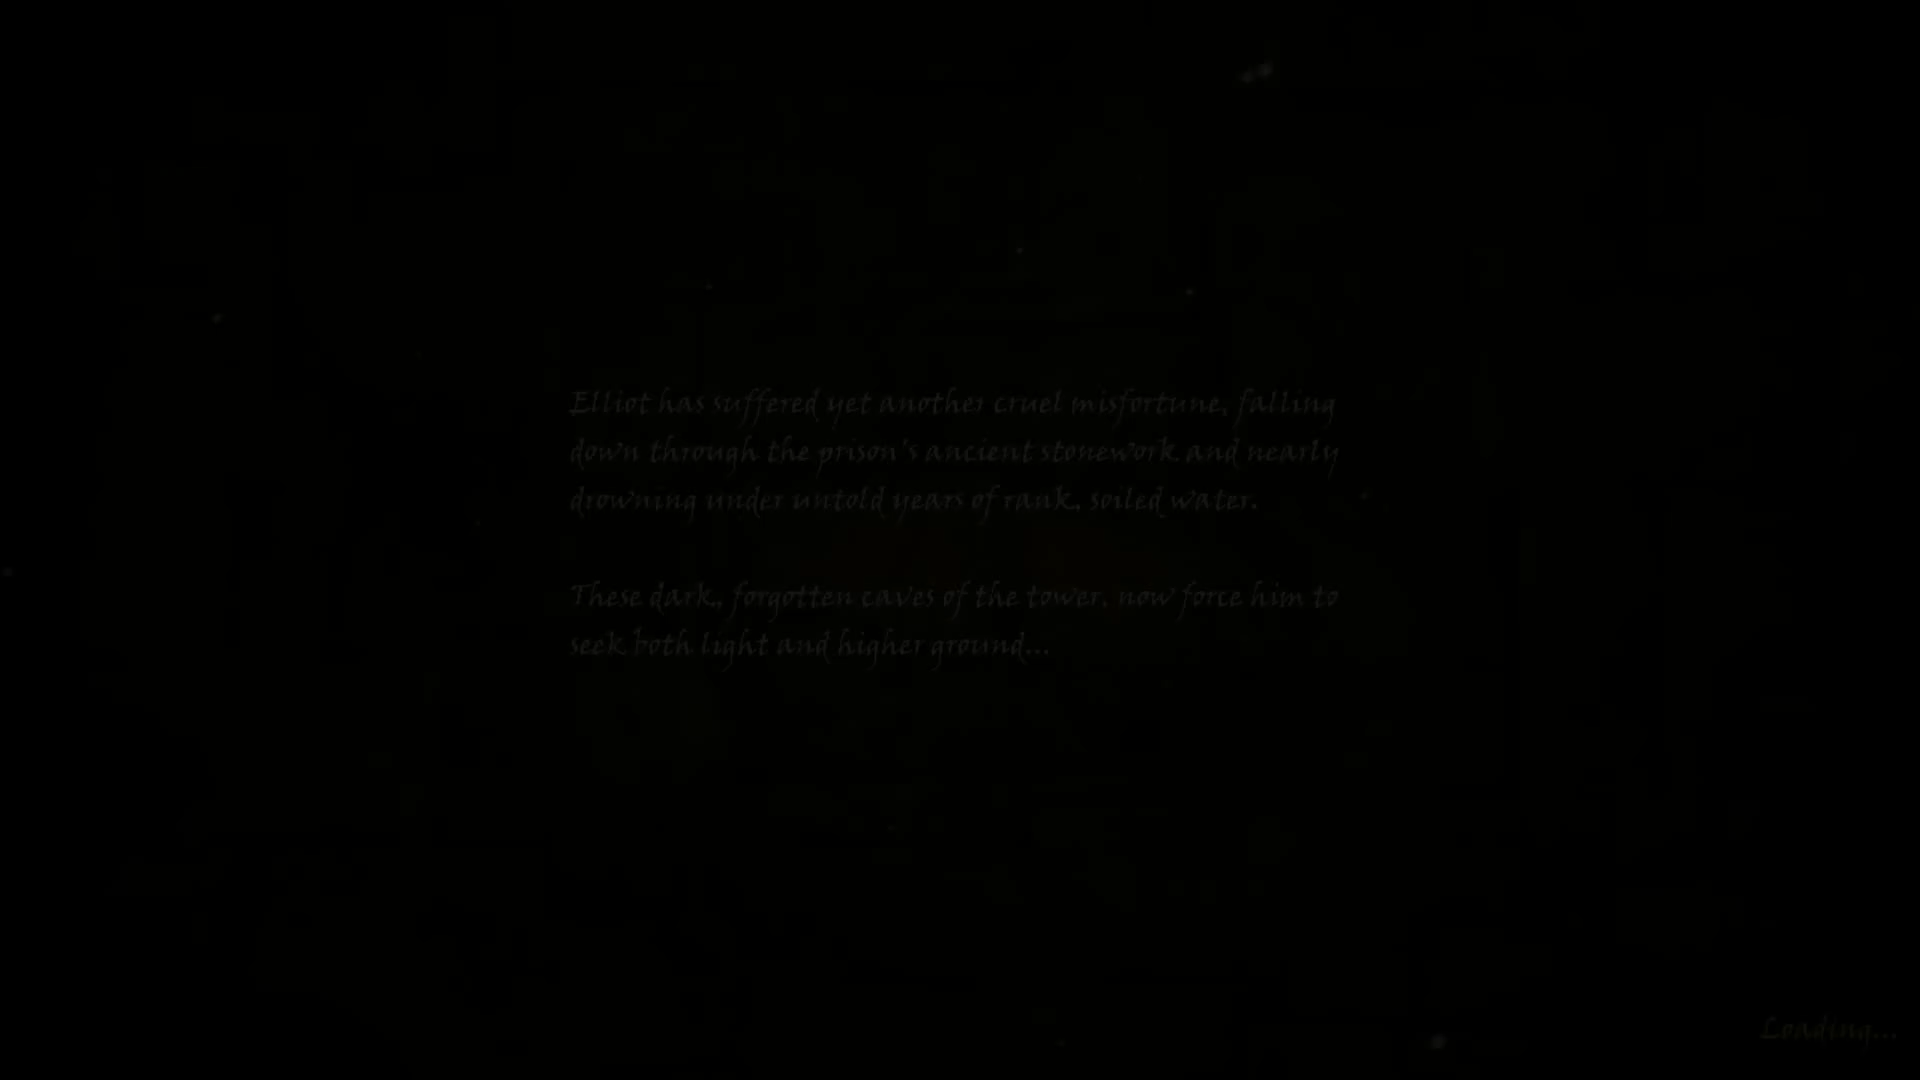 Elliot has suffered yet another cruel misfortune, falling
down through the prison's ancient stonework and nearly
drowning under untold years of rank, soiled water.
These dark, forgotten caves of the tower, now force him to
seek both light and higher ground...
Loading...